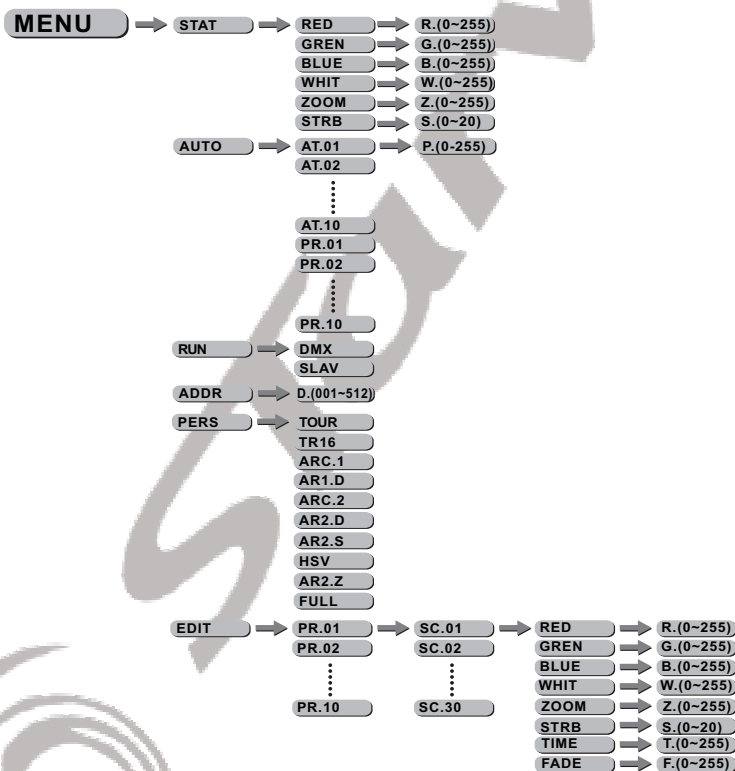 MENU STAT RED R.(0~255)
GREN G.(0~255)
BLUE B.(0~255)
WHIT W.(0~255)
ZOOM Z.(0~255)
STRB S.(0~20)
AUTO AT.01 P.(0-255)
AT.02
AT.10
PR.01
PR.02
PR.10
RUN DMX
SLAV
ADDR D.(001~512)
PERS TOUR
TR16
ARC.1
AR1.D
ARC.2
AR2.D
AR2.S
HSV
AR2.Z
FULL
EDIT PR.01 SC.01 RED R.(0~255)
PR.02 SC.02 GREN G.(0~255)
BLUE B.(0~255)
WHIT W.(0~255)
PR.10 SC.30 ZOOM Z.(0~255)
STRB S.(0~20)
TIME T.(0~255)
FADE F.(0~255)